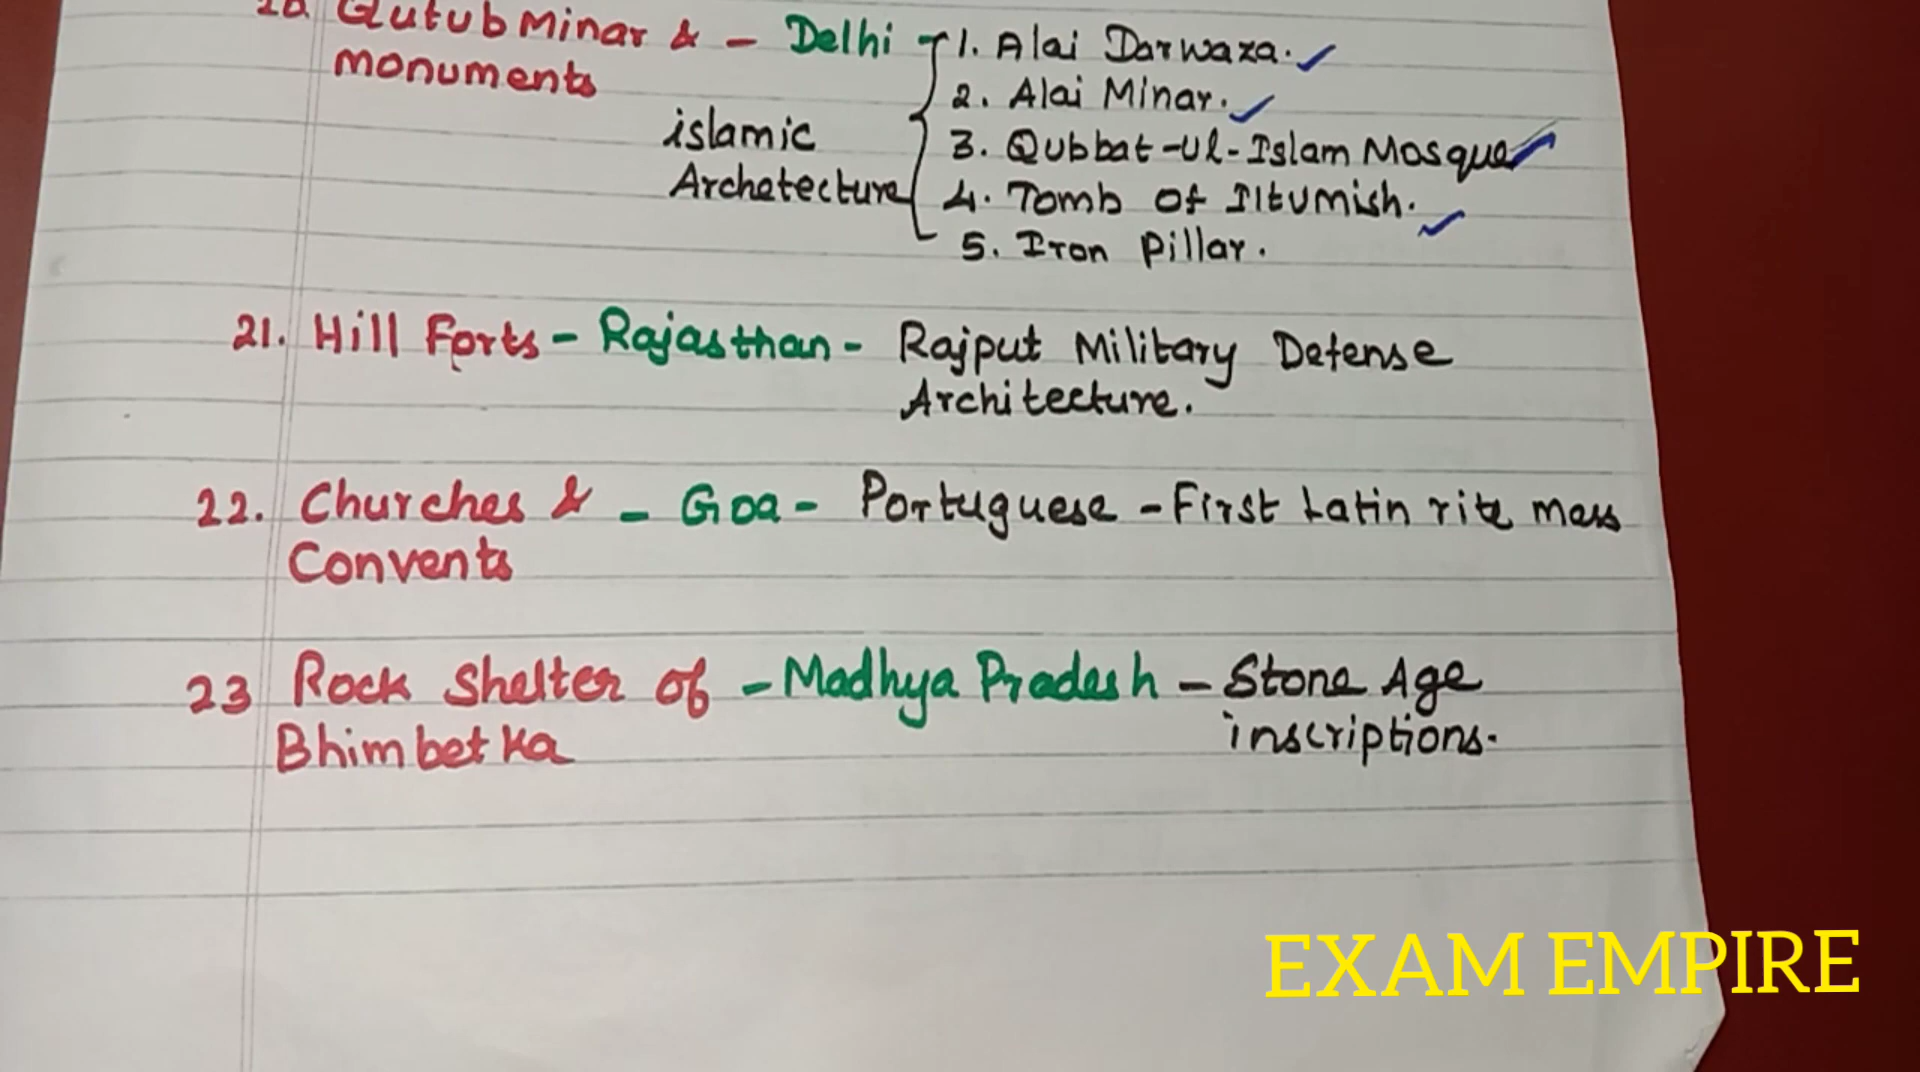 20. Qutub Minar & - Delhi - 1. Alai Darwaza.
monuments
2. Alai Minar.
islamic
3. Qubbat-Ul-Islam Mosque
Archetecture
4. Tomb of Iltumish.
5. Iron Pillar.
21. Hill Forts - Rajasthan - Rajput Military Defense
Architecture.
22. Churches & - Goa - Portuguese - First Latin rite mass
Convents
23 Rock Shelter of - Madhya Pradesh - Stone Age
Bhimbetka
inscriptions.
EXAM EMPIRE